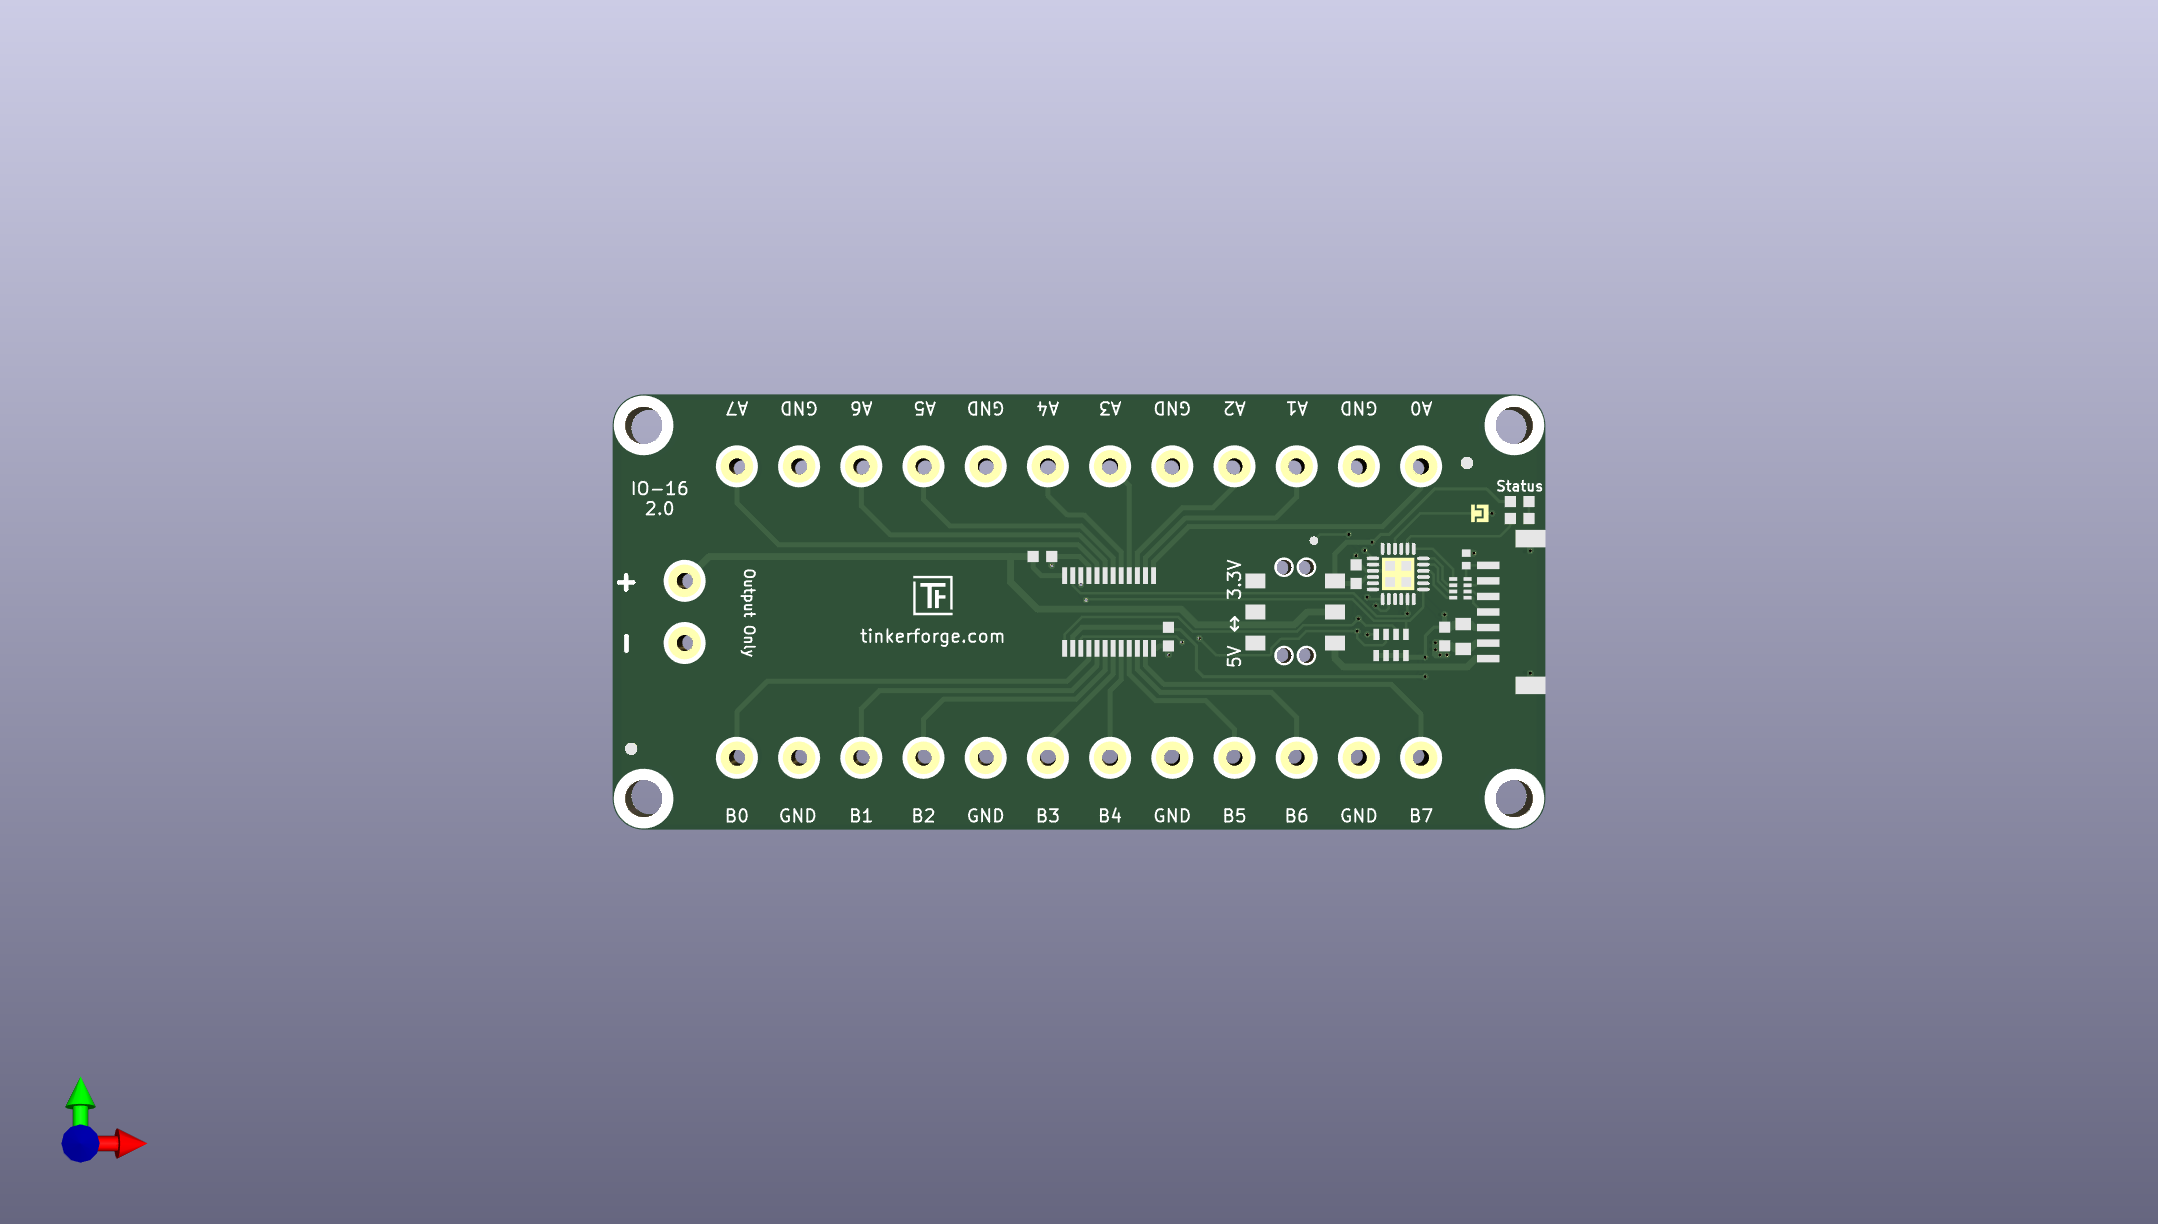 A7 GND A6 A5 GND A4 A3 GND A2 A1 GND A0
Status
IO-16
2.0
+
-
Output Only
TF
tinkerforge.com
3.3V
↔
5V
B0 GND B1 B2 GND B3 B4 GND B5 B6 GND B7